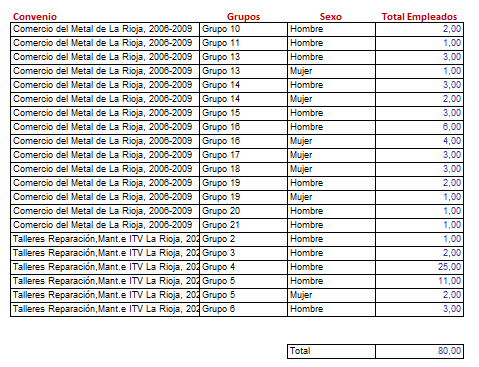 Convenio Grupos Sexo Total Empleados
Comercio del Metal de La Rioja, 2006-2009 Grupo 10 Hombre 2,00
Comercio del Metal de La Rioja, 2006-2009 Grupo 11 Hombre 1,00
Comercio del Metal de La Rioja, 2006-2009 Grupo 13 Hombre 3,00
Comercio del Metal de La Rioja, 2006-2009 Grupo 13 Mujer 1,00
Comercio del Metal de La Rioja, 2006-2009 Grupo 14 Hombre 3,00
Comercio del Metal de La Rioja, 2006-2009 Grupo 14 Mujer 2,00
Comercio del Metal de La Rioja, 2006-2009 Grupo 15 Hombre 3,00
Comercio del Metal de La Rioja, 2006-2009 Grupo 16 Hombre 6,00
Comercio del Metal de La Rioja, 2006-2009 Grupo 16 Mujer 4,00
Comercio del Metal de La Rioja, 2006-2009 Grupo 17 Mujer 3,00
Comercio del Metal de La Rioja, 2006-2009 Grupo 18 Mujer 3,00
Comercio del Metal de La Rioja, 2006-2009 Grupo 19 Hombre 2,00
Comercio del Metal de La Rioja, 2006-2009 Grupo 19 Mujer 1,00
Comercio del Metal de La Rioja, 2006-2009 Grupo 20 Hombre 1,00
Comercio del Metal de La Rioja, 2006-2009 Grupo 21 Hombre 1,00
Talleres Reparación,Mant.e ITV La Rioja, 202 Grupo 2 Hombre 1,00
Talleres Reparación,Mant.e ITV La Rioja, 202 Grupo 3 Hombre 2,00
Talleres Reparación,Mant.e ITV La Rioja, 202 Grupo 4 Hombre 25,00
Talleres Reparación,Mant.e ITV La Rioja, 202 Grupo 5 Hombre 11,00
Talleres Reparación,Mant.e ITV La Rioja, 202 Grupo 5 Mujer 2,00
Talleres Reparación,Mant.e ITV La Rioja, 202 Grupo 6 Hombre 3,00
Total 80,00